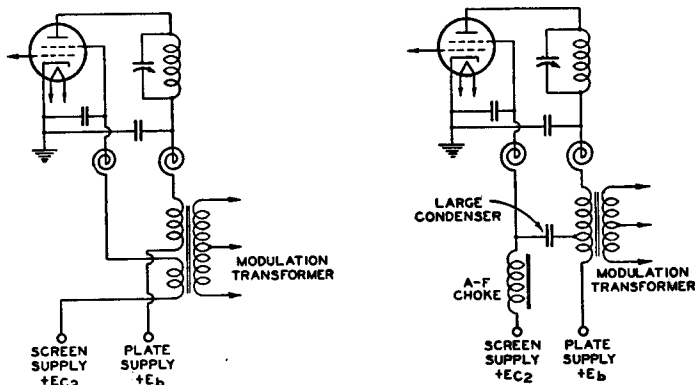 MODULATION
TRANSFORMER
SCREEN
SUPPLY
+Ec2
PLATE
SUPPLY
+Eb
LARGE
CONDENSER
A-F
CHOKE
MODULATION
TRANSFORMER
SCREEN
SUPPLY
+Ec2
PLATE
SUPPLY
+Eb